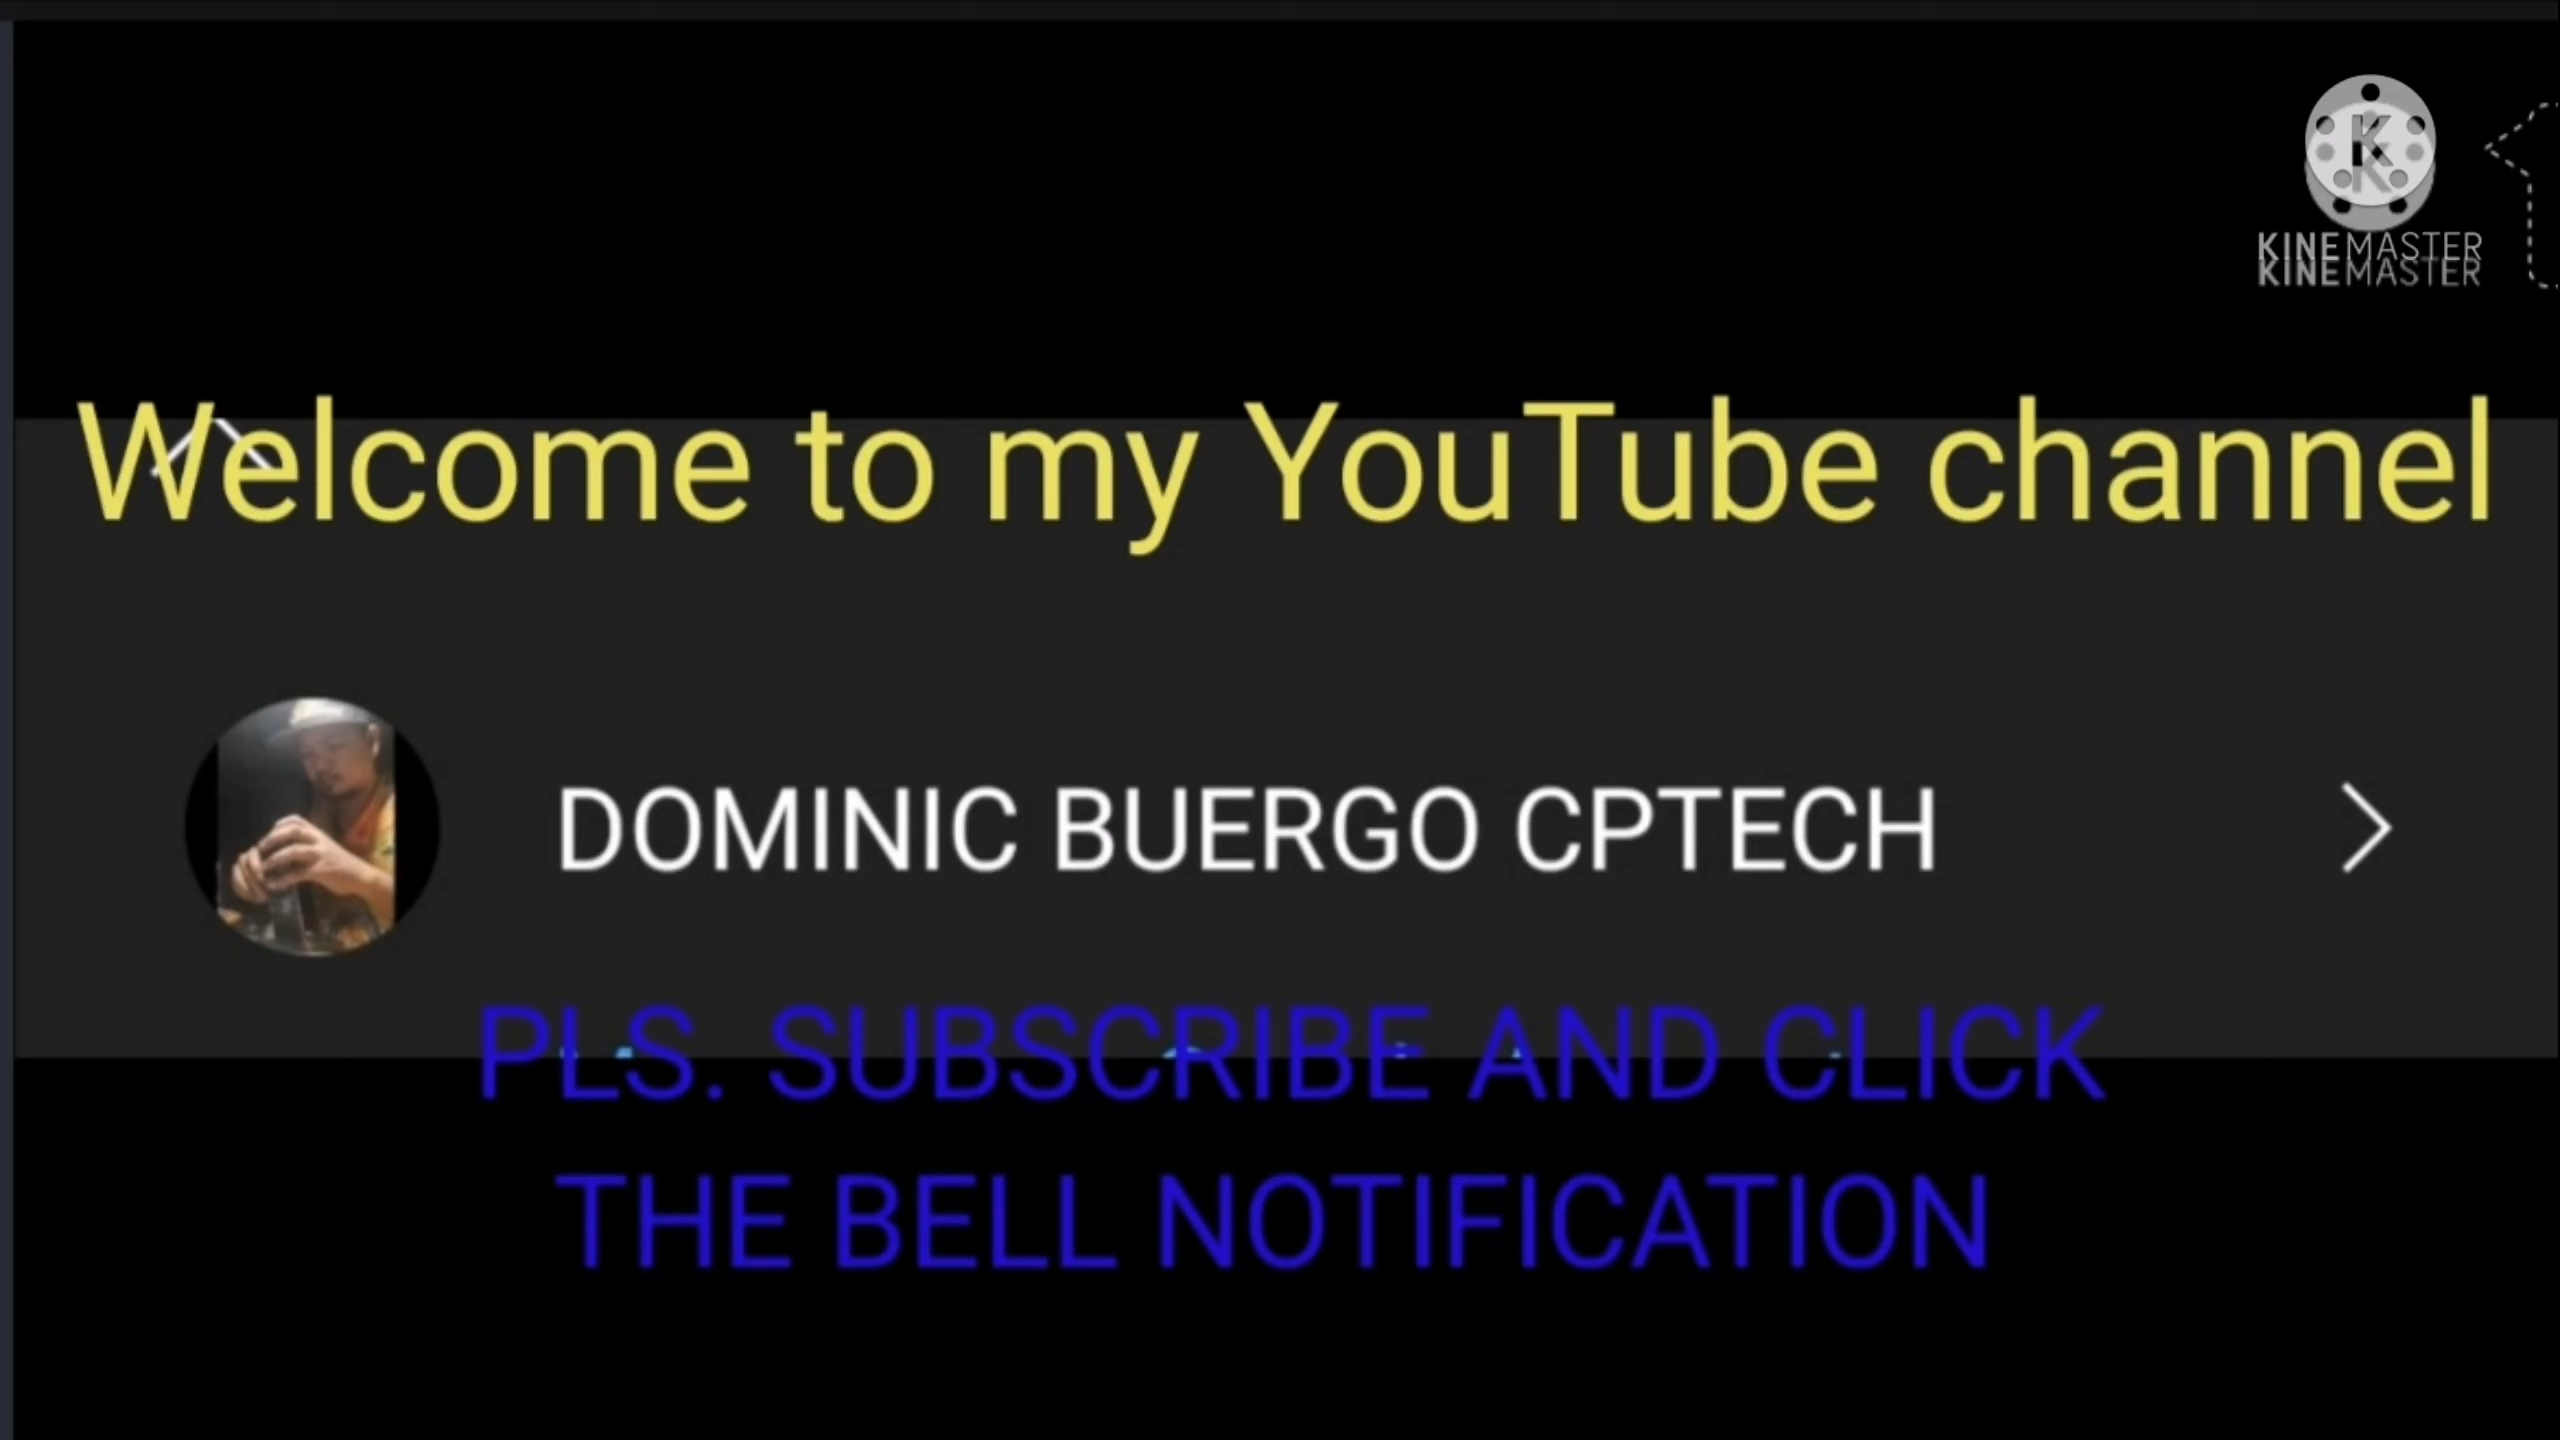 KINEMASTER
KINEMASTER
Welcome to my YouTube channel
DOMINIC BUERGO CPTECH
PLS. SUBSCRIBE AND CLICK
THE BELL NOTIFICATION